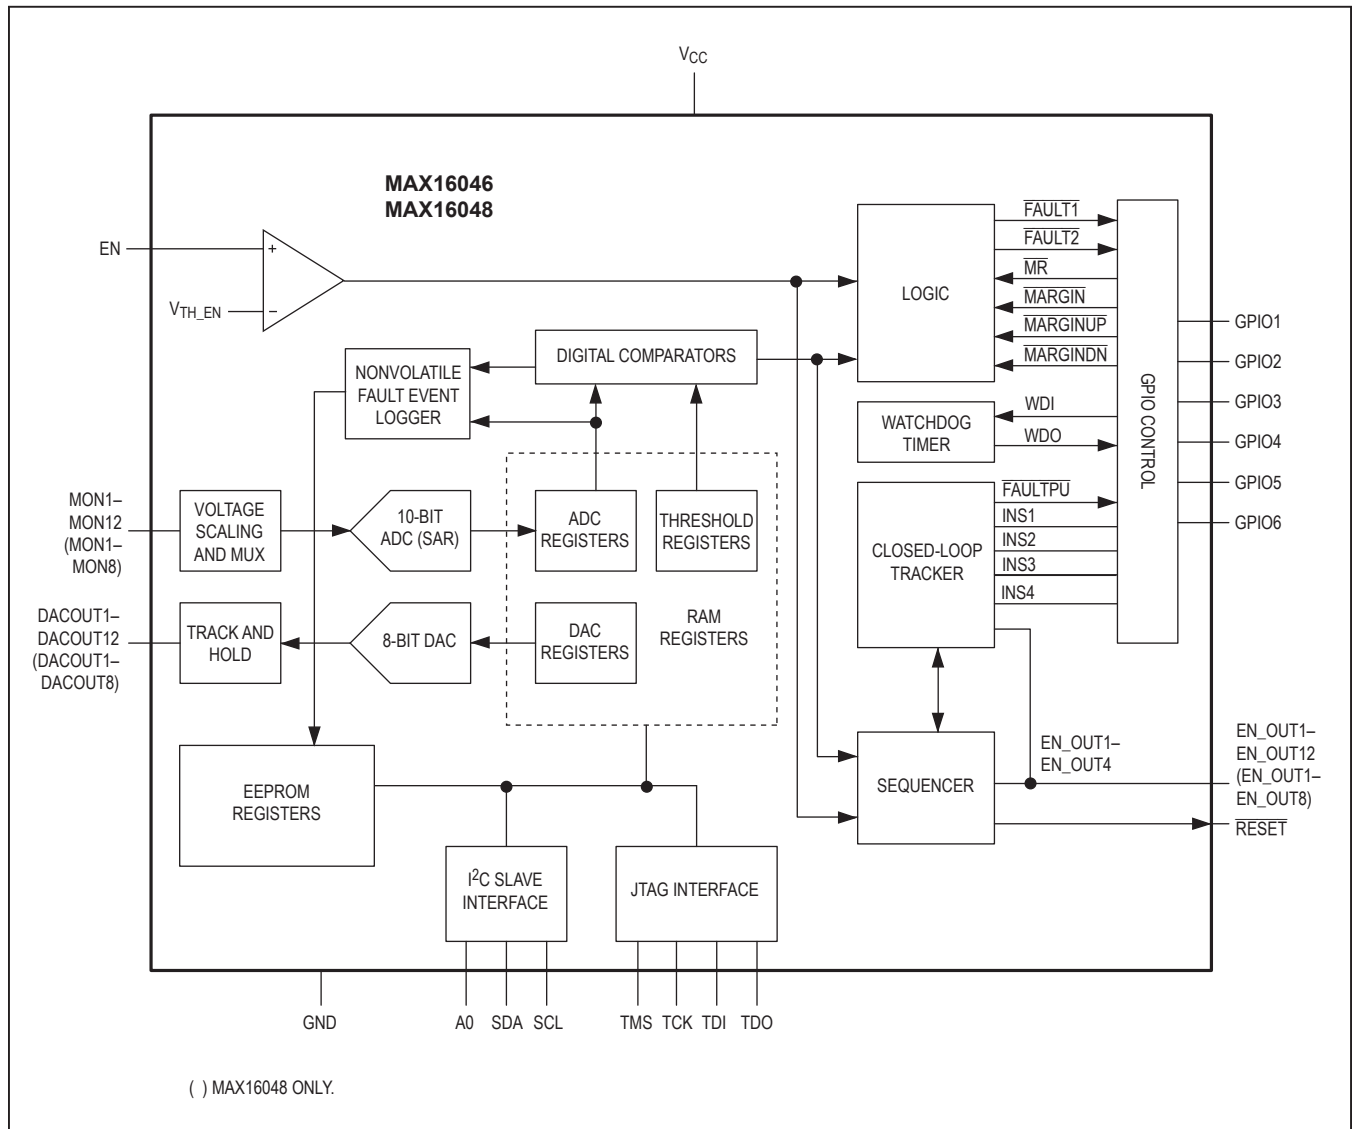 VCC
MAX16046
MAX16048
EN
+
VTH_EN
−
LOGIC
FAULT1
FAULT2
MR
MARGIN
MARGINUP
MARGINDN
GPIO CONTROL
GPIO1
GPIO2
GPIO3
GPIO4
GPIO5
GPIO6
DIGITAL COMPARATORS
NONVOLATILE
FAULT EVENT
LOGGER
WATCHDOG
TIMER
WDI
WDO
MON1–
MON12
(MON1–
MON8)
VOLTAGE
SCALING
AND MUX
10-BIT
ADC (SAR)
ADC
REGISTERS
THRESHOLD
REGISTERS
CLOSED-LOOP
TRACKER
FAULTPU
INS1
INS2
INS3
INS4
DACOUT1–
DACOUT12
(DACOUT1–
DACOUT8)
TRACK AND
HOLD
8-BIT DAC
DAC
REGISTERS
RAM
REGISTERS
EEPROM
REGISTERS
SEQUENCER
EN_OUT1–
EN_OUT4
EN_OUT1–
EN_OUT12
(EN_OUT1–
EN_OUT8)
RESET
I2C SLAVE
INTERFACE
JTAG INTERFACE
GND
A0
SDA
SCL
TMS
TCK
TDI
TDO
( ) MAX16048 ONLY.